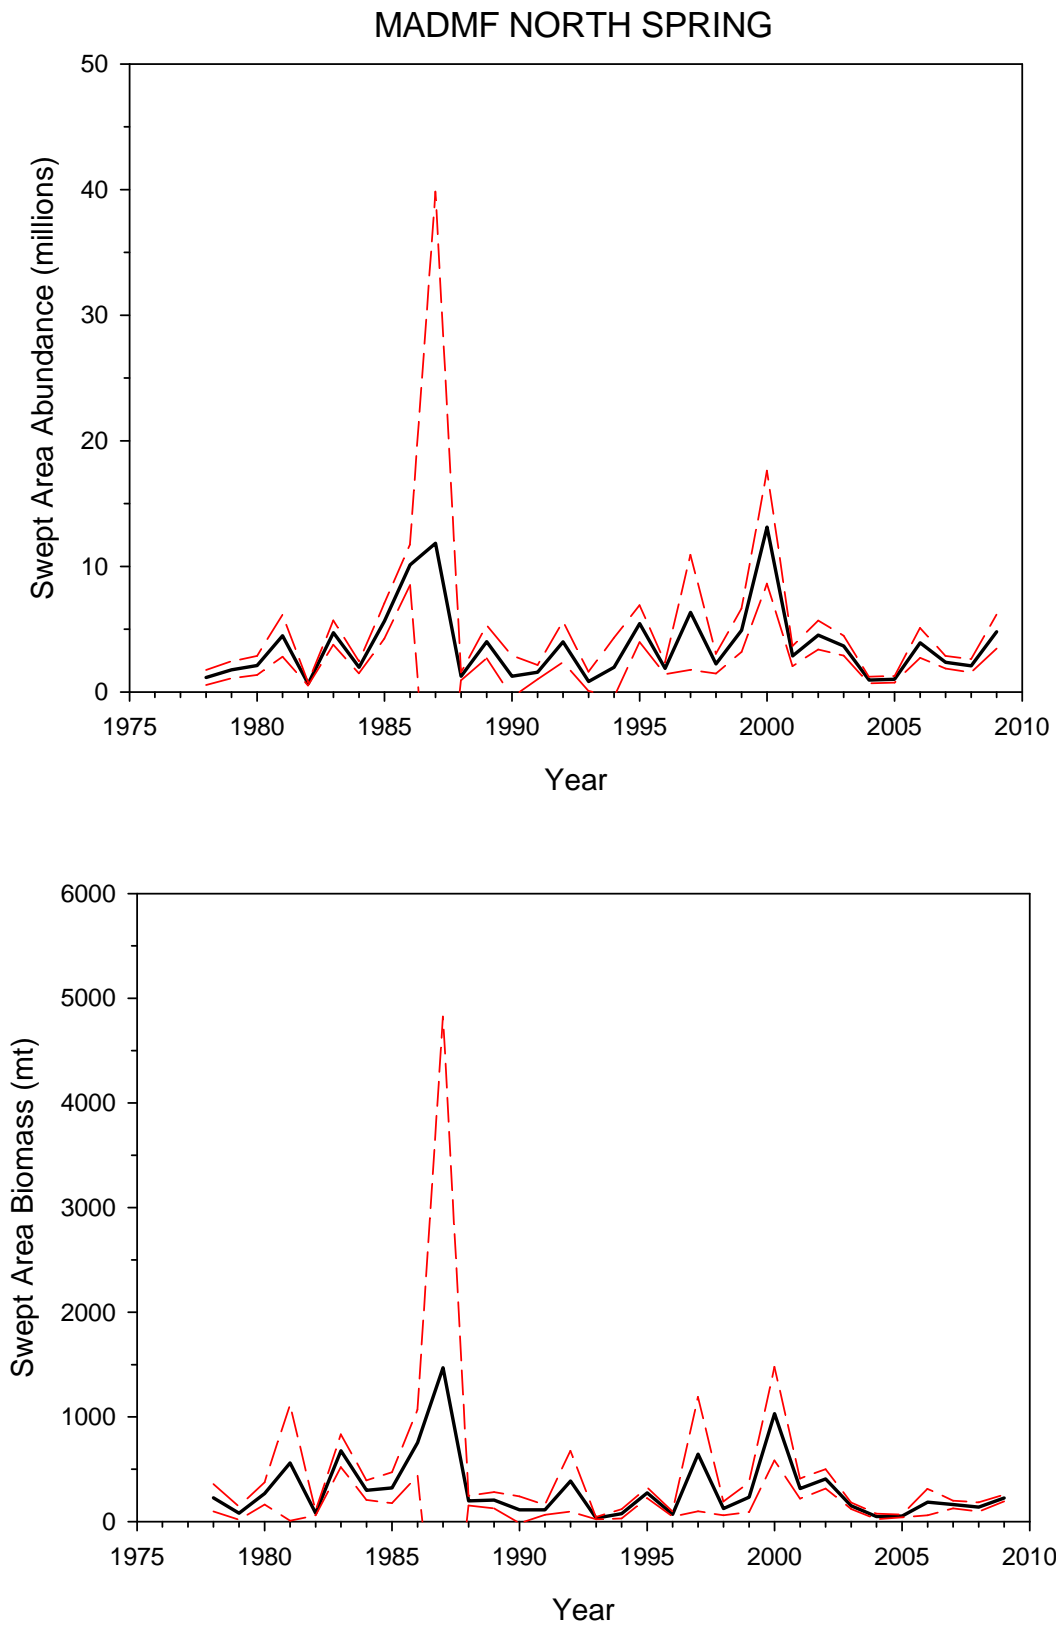 MADMF NORTH SPRING
50
40
30
20
10
0
Swept Area Abundance (millions)
1975 1980 1985 1990 1995 2000 2005 2010
Year
6000
5000
4000
3000
2000
1000
0
Swept Area Biomass (mt)
1975 1980 1985 1990 1995 2000 2005 2010
Year